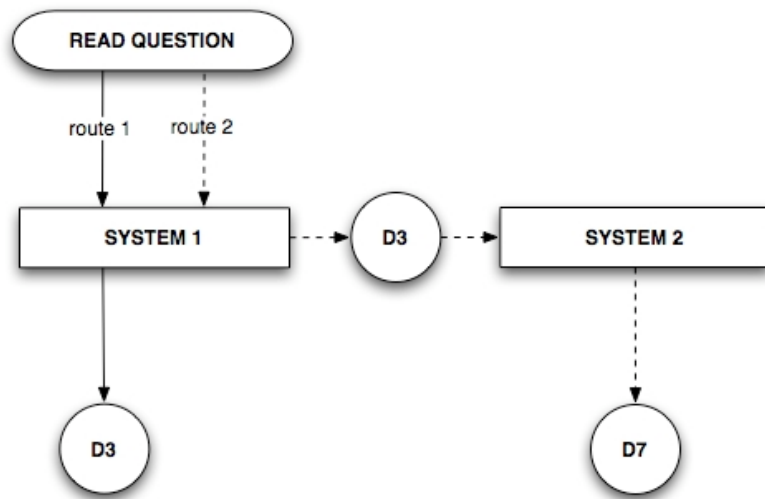 READ QUESTION
route 1
route 2
SYSTEM 1
D3
SYSTEM 2
D3
D7